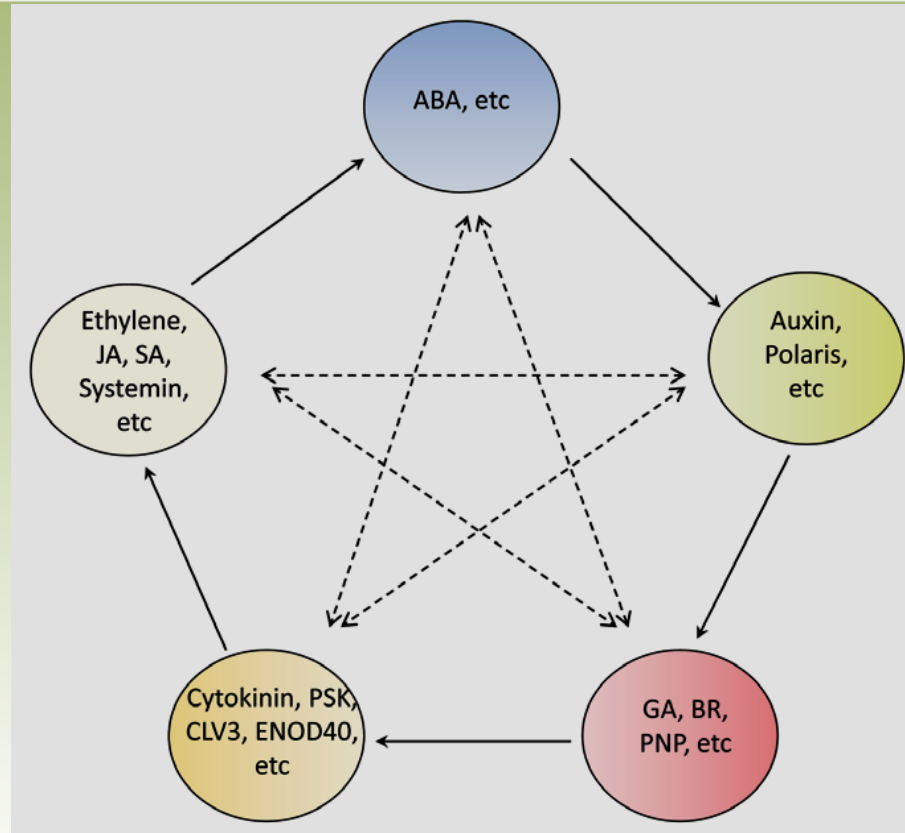 ABA, etc
Ethylene,
JA, SA,
Systemin,
etc
Auxin,
Polaris,
etc
Cytokinin, PSK,
CLV3, ENOD40,
etc
GA, BR,
PNP, etc